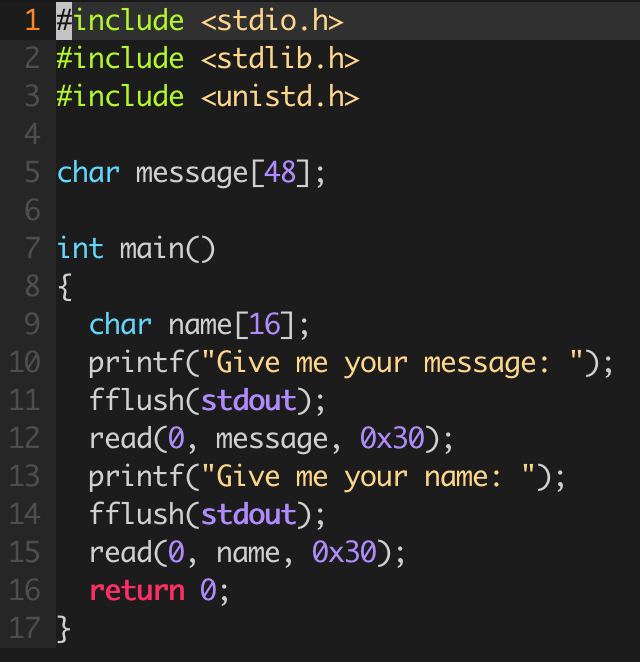 1 #include <stdio.h>
2 #include <stdlib.h>
3 #include <unistd.h>
4
5 char message[48];
6
7 int main()
8 {
9   char name[16];
10   printf("Give me your message: ");
11   fflush(stdout);
12   read(0, message, 0x30);
13   printf("Give me your name: ");
14   fflush(stdout);
15   read(0, name, 0x30);
16   return 0;
17 }